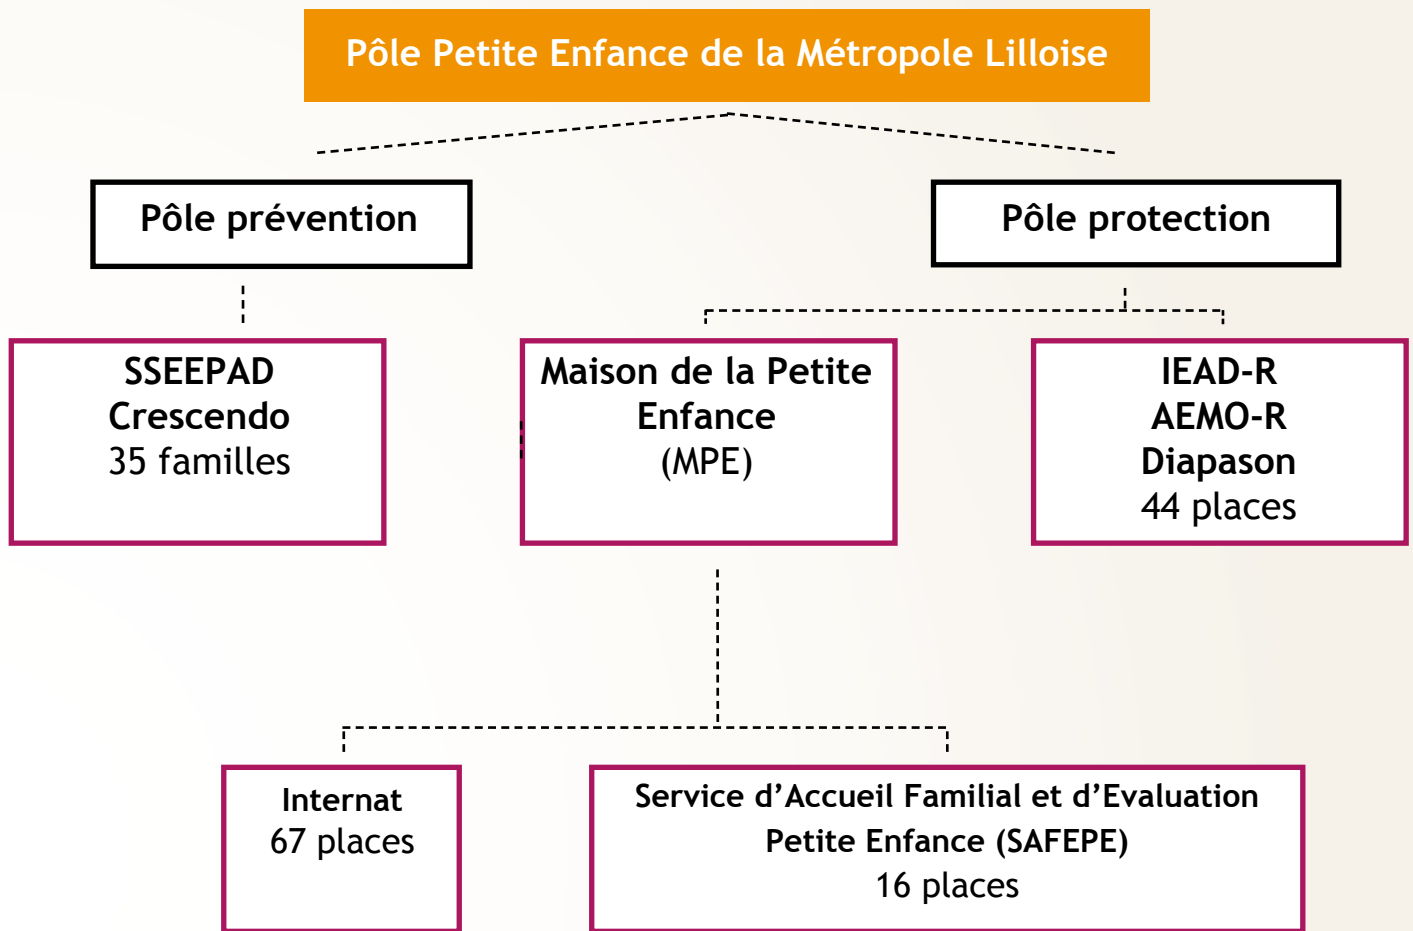 Pôle Petite Enfance de la Métropole Lilloise
Pôle prévention
Pôle protection
SSEEPAD
Crescendo
35 familles
Maison de la Petite
Enfance
(MPE)
IEAD-R
AEMO-R
Diapason
44 places
Internat
67 places
Service d’Accueil Familial et d’Evaluation
Petite Enfance (SAFEPE)
16 places